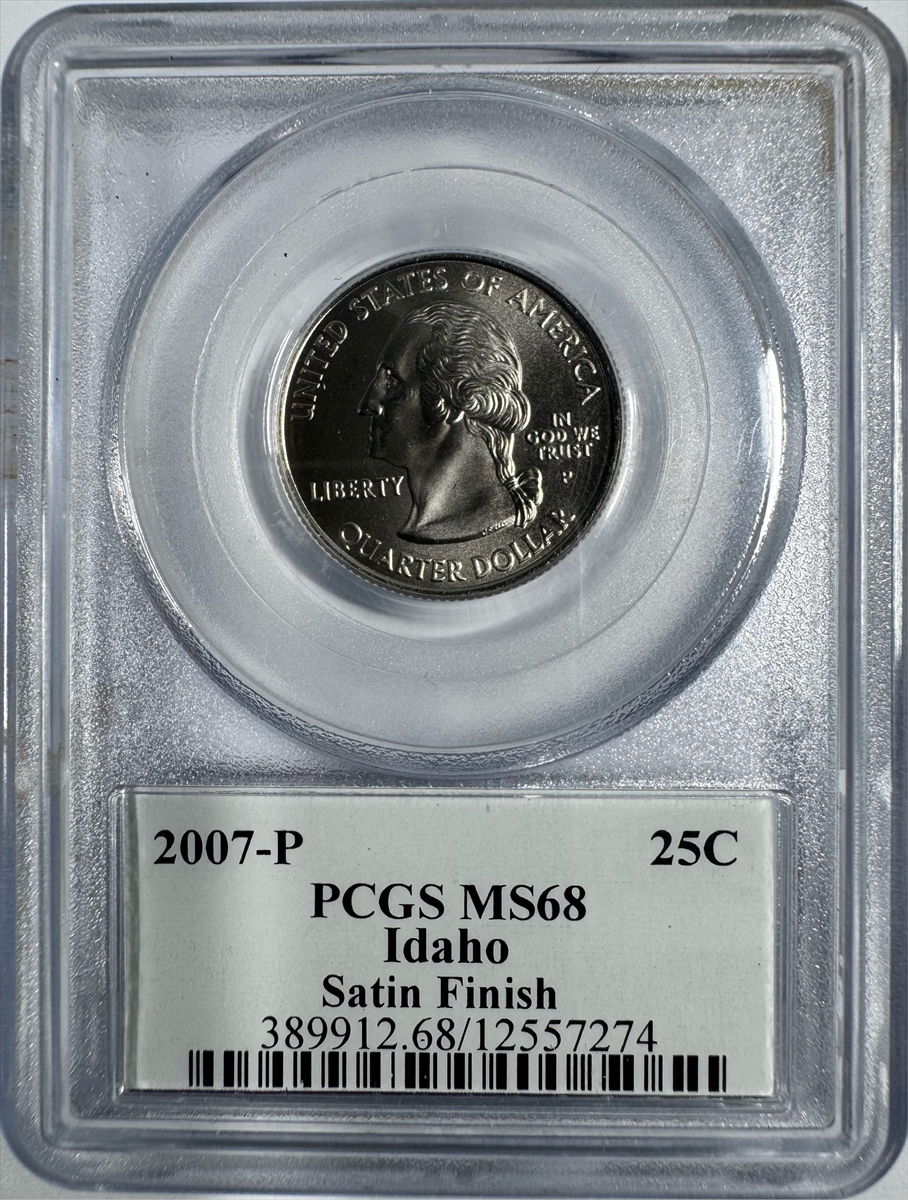 UNITED STATES OF AMERICA
IN
GOD WE
TRUST
P
LIBERTY
QUARTER DOLLAR
2007-P 25C
PCGS MS68
Idaho
Satin Finish
389912.68/12557274